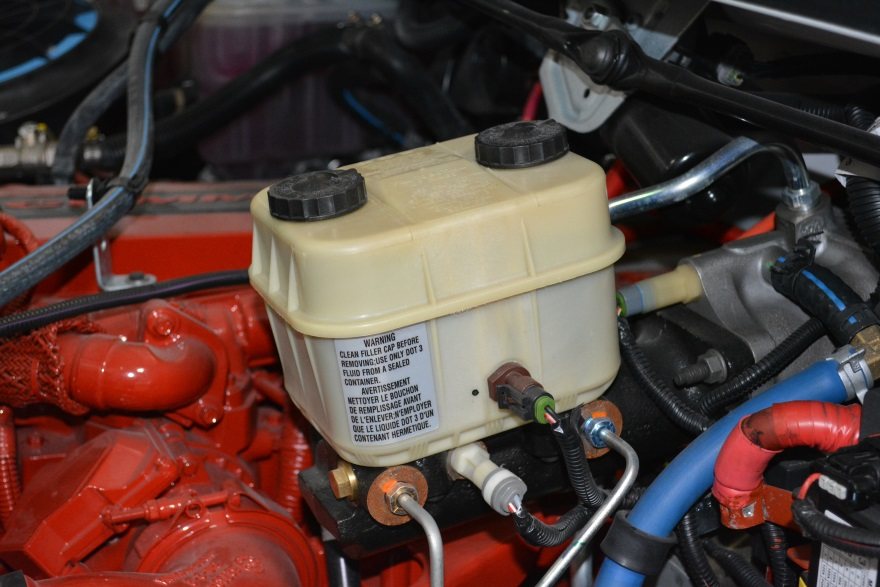 WARNING
CLEAN FILLER CAP BEFORE
REMOVING:USE ONLY DOT 3
FLUID FROM A SEALED
CONTAINER.
AVERTISSEMENT
NETTOYER LE BOUCHON
DE REMPLISSAGE AVANT
DE L'ENLEVER:N'EMPLOYER
QUE LE LIQUIDE DOT 3 D'UN
CONTENANT HERMETIQUE.